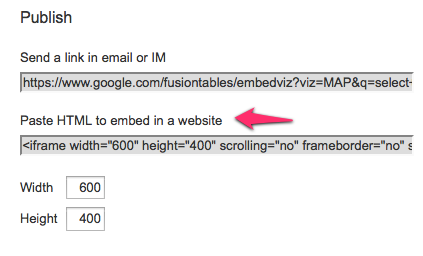 Publish
Send a link in email or IM
https://www.google.com/fusiontables/embedviz?viz=MAP&q=select
Paste HTML to embed in a website
<iframe width="600" height="400" scrolling="no" frameborder="no" s
Width 600
Height 400